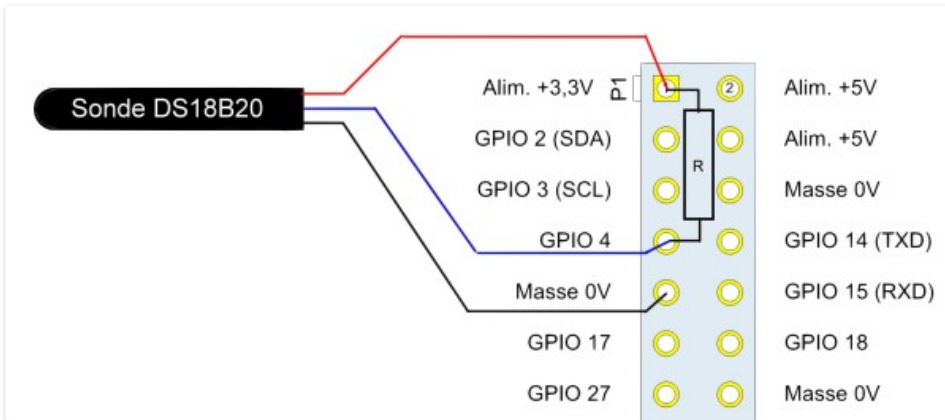 Sonde DS18B20
P1
Alim. +3,3V
2
Alim. +5V
GPIO 2 (SDA)
Alim. +5V
R
GPIO 3 (SCL)
Masse 0V
GPIO 4
GPIO 14 (TXD)
Masse 0V
GPIO 15 (RXD)
GPIO 17
GPIO 18
GPIO 27
Masse 0V